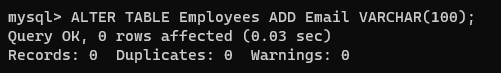 mysql> ALTER TABLE Employees ADD Email VARCHAR(100);
Query OK, 0 rows affected (0.03 sec)
Records: 0  Duplicates: 0  Warnings: 0